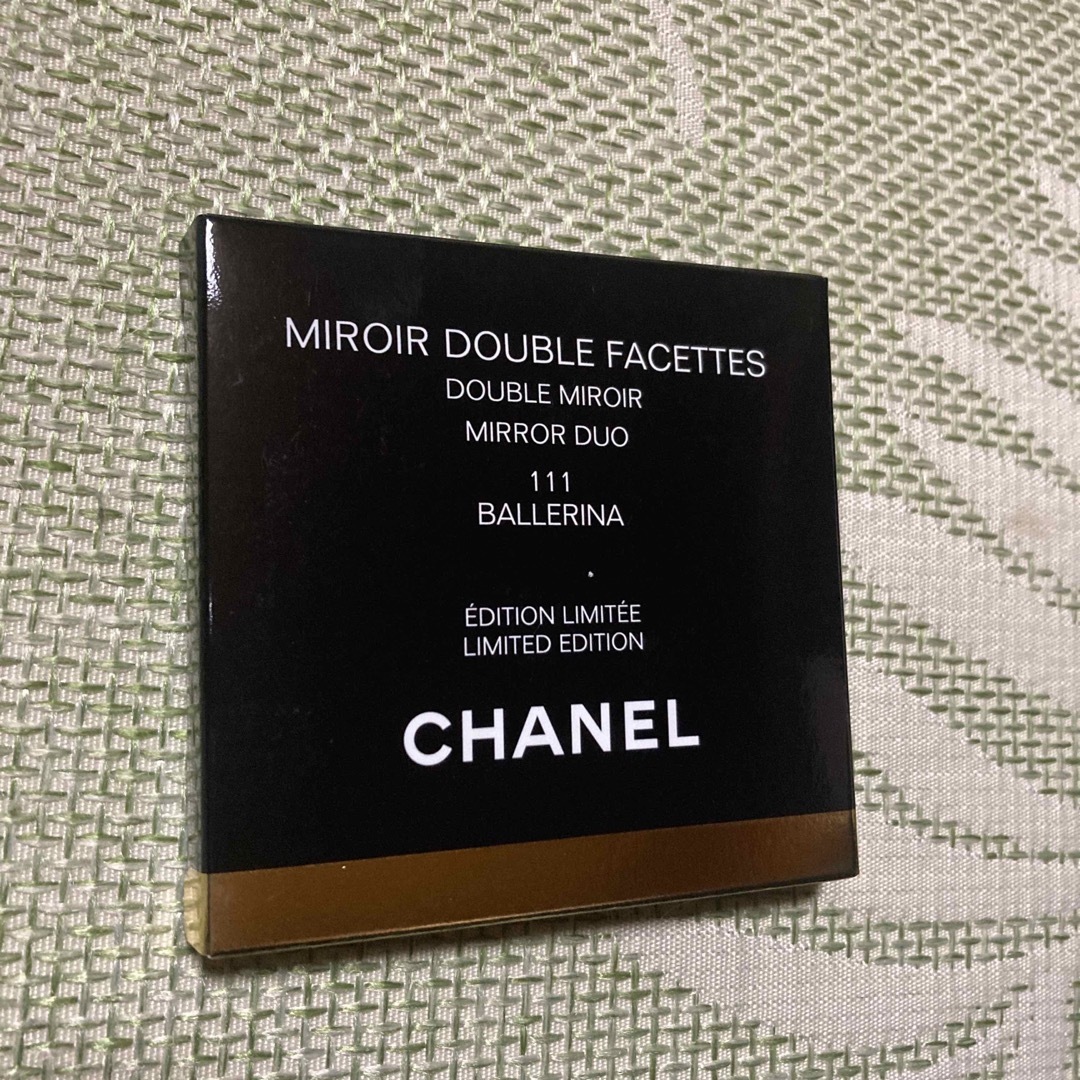 MIROIR DOUBLE FACETTES
DOUBLE MIROIR
MIRROR DUO
111
BALLERINA
ÉDITION LIMITÉE
LIMITED EDITION
CHANEL